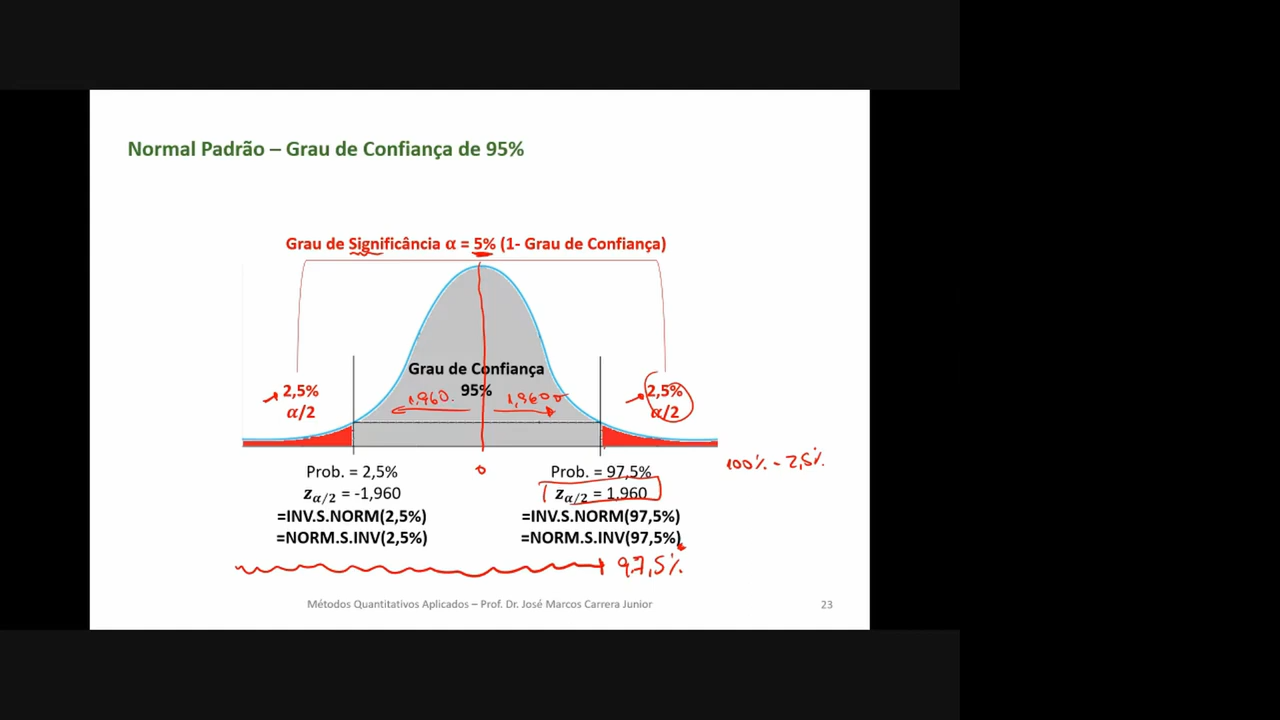 Normal Padrão – Grau de Confiança de 95%
Grau de Significância α = 5% (1- Grau de Confiança)
Grau de Confiança
95%
2,5%
α/2
1,960.
1,960σ
2,5%
α/2
0
100% - 2,5%
Prob. = 2,5%
zα/2 = -1,960
=INV.S.NORM(2,5%)
=NORM.S.INV(2,5%)
Prob. = 97,5%
zα/2 = 1,960
=INV.S.NORM(97,5%)
=NORM.S.INV(97,5%)
97,5%
Métodos Quantitativos Aplicados – Prof. Dr. José Marcos Carrera Junior
23